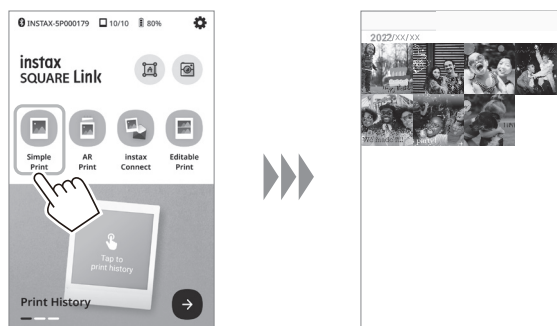 INSTAX-5P000179 10/10 80%
instax
SQUARE Link
Simple
Print
AR
Print
instax
Connect
Editable
Print
Tap to
print history
Print History
2022/XX/XX